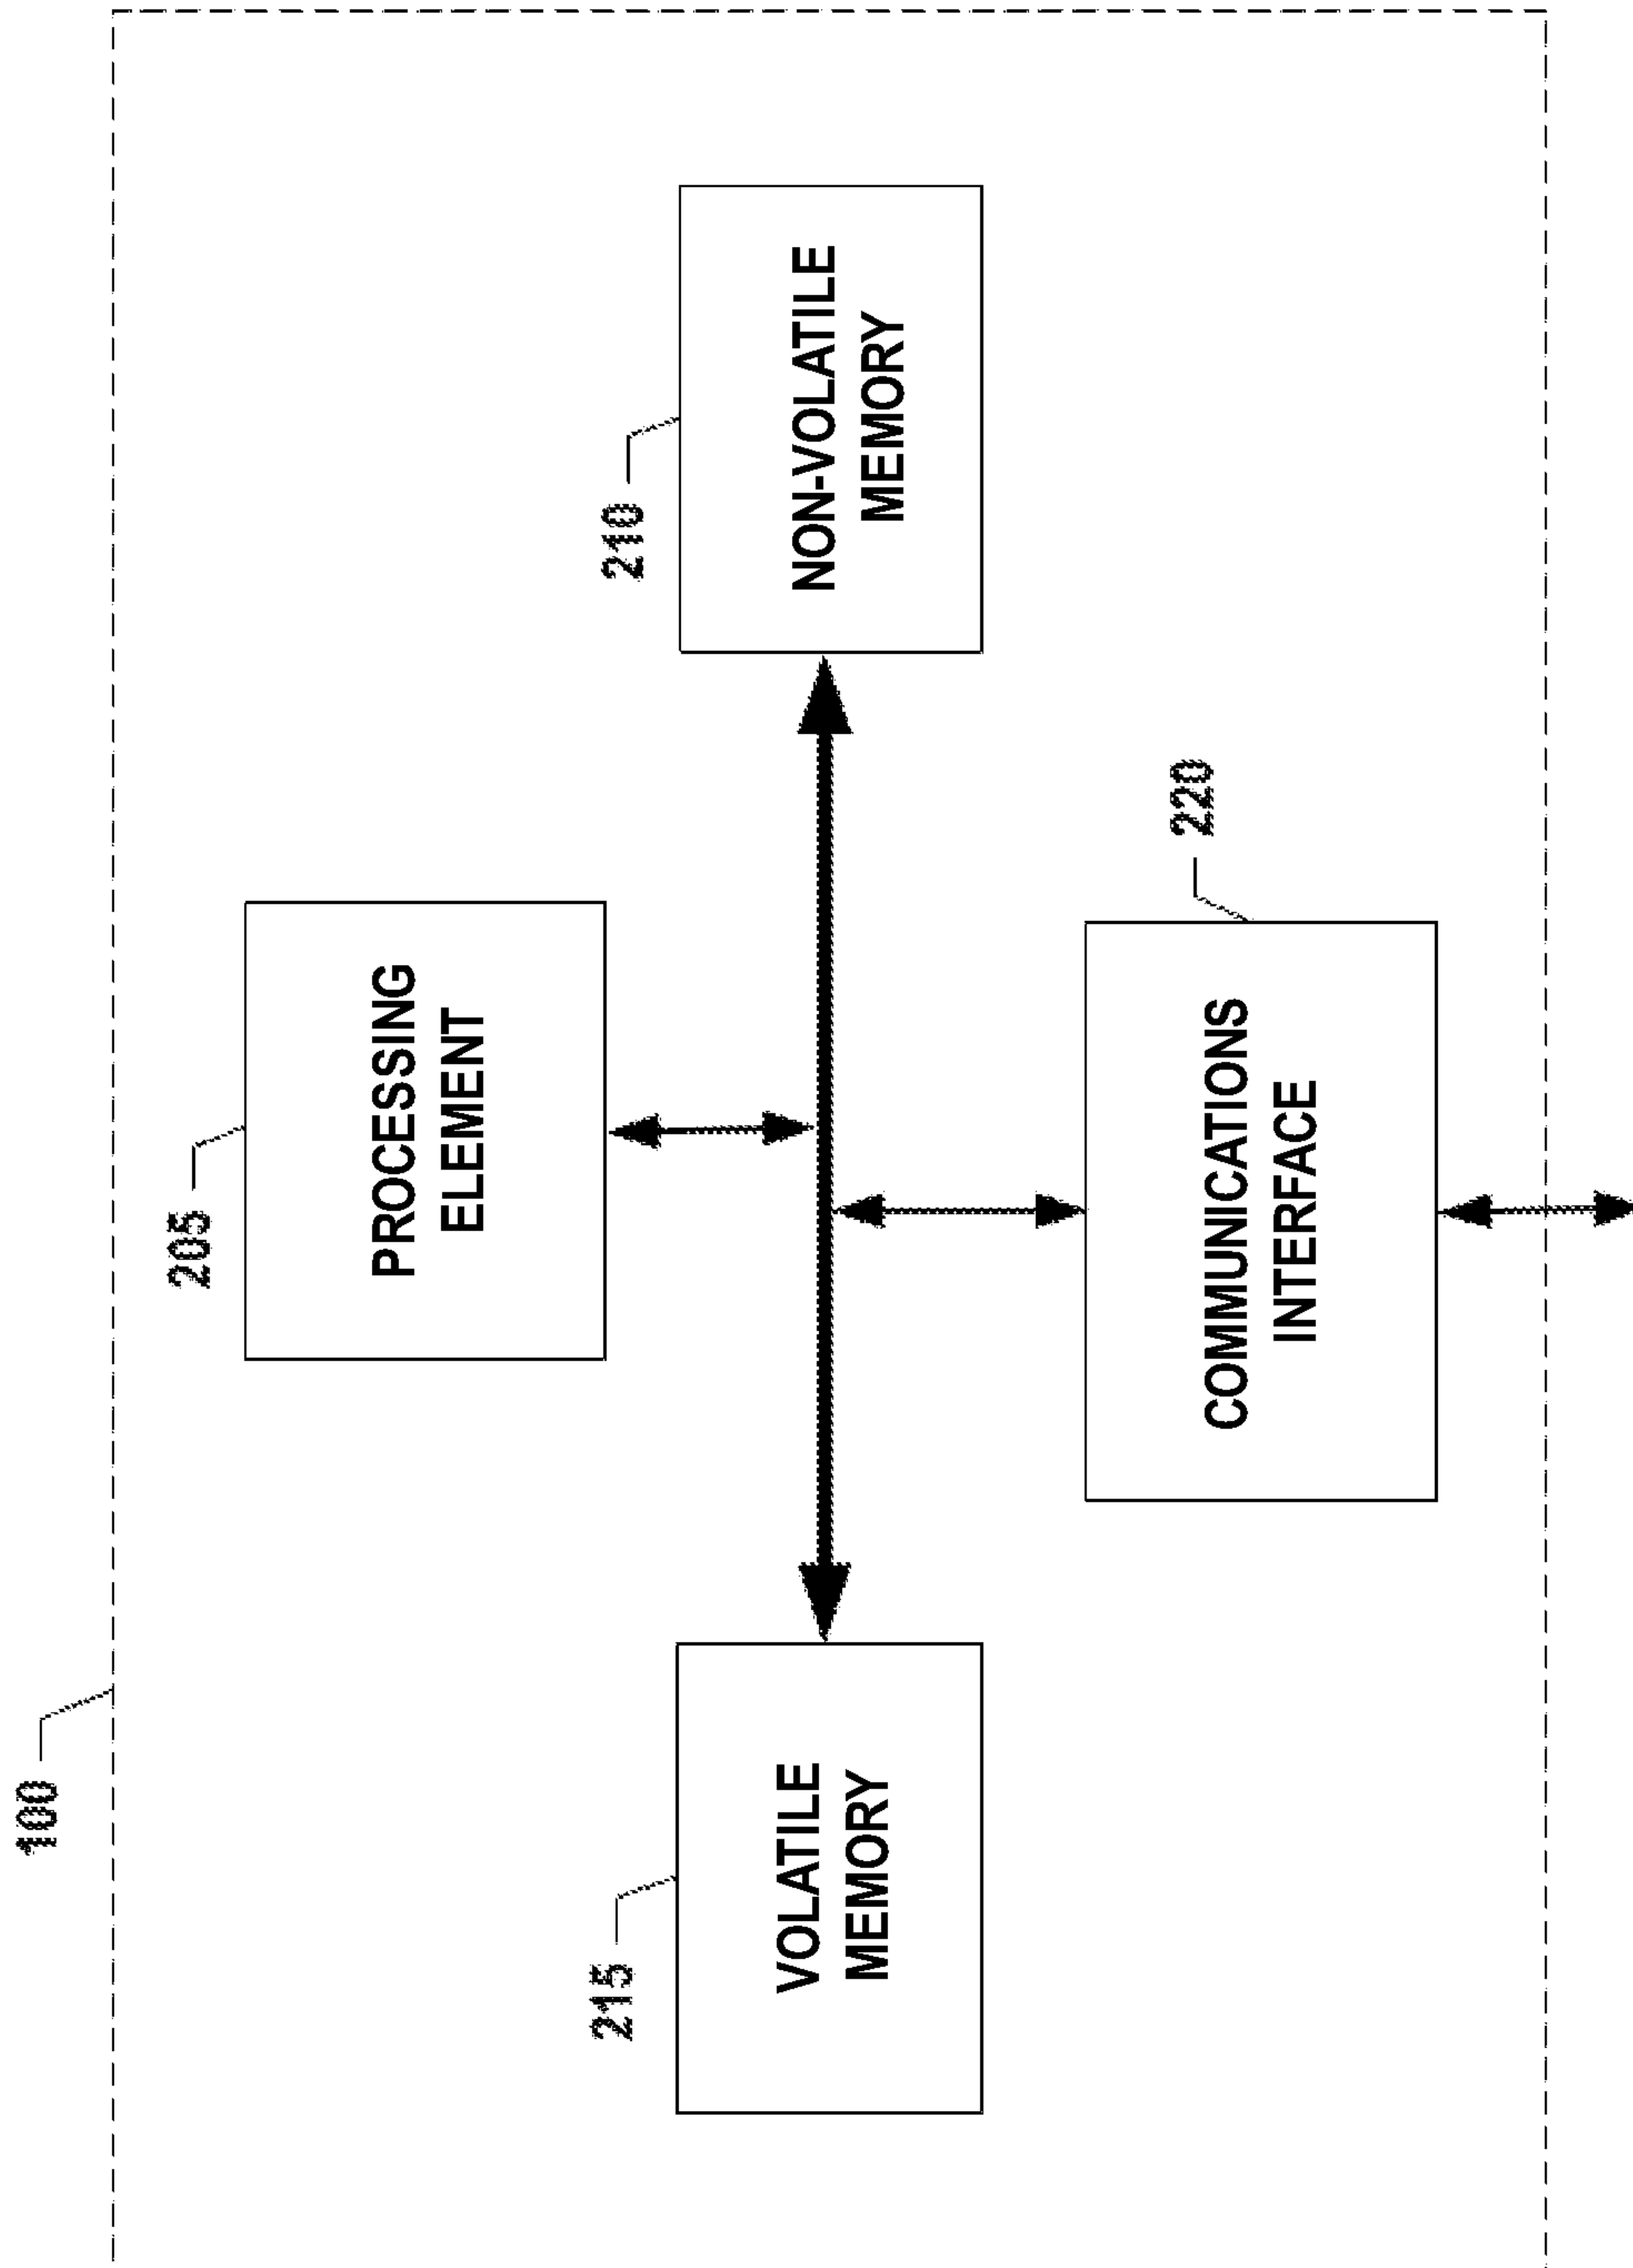 100
205
PROCESSING
ELEMENT
215
VOLATILE
MEMORY
210
NON-VOLATILE
MEMORY
220
COMMUNICATIONS
INTERFACE